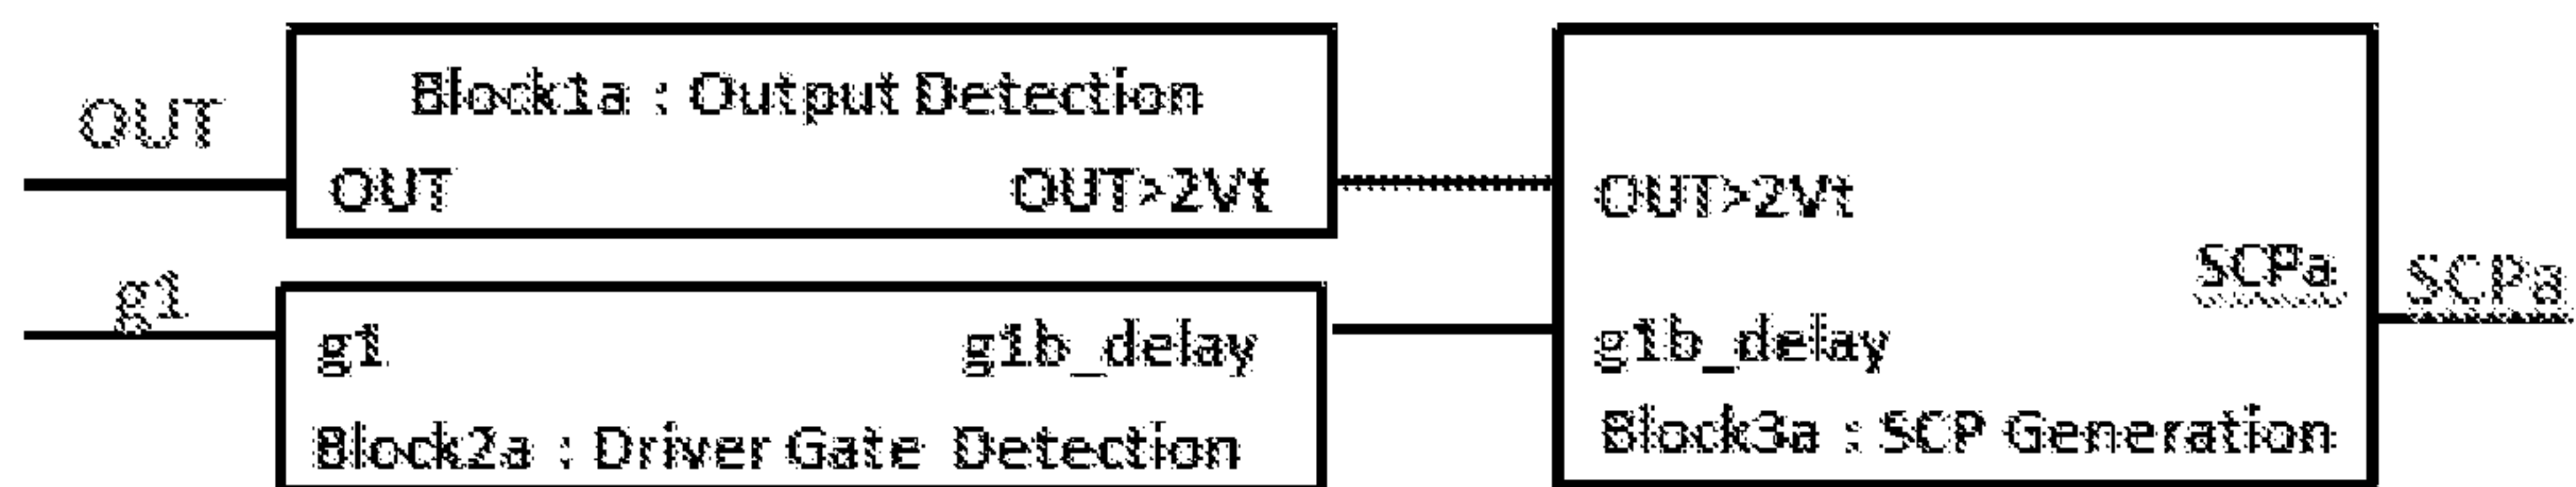 OUT
Block1a : Output Detection
OUT OUT>2Vt
g1
g1 g1b_delay
Block2a : Driver Gate Detection
OUT>2Vt
SCPa
g1b_delay
Block3a : SCP Generation
SCPa